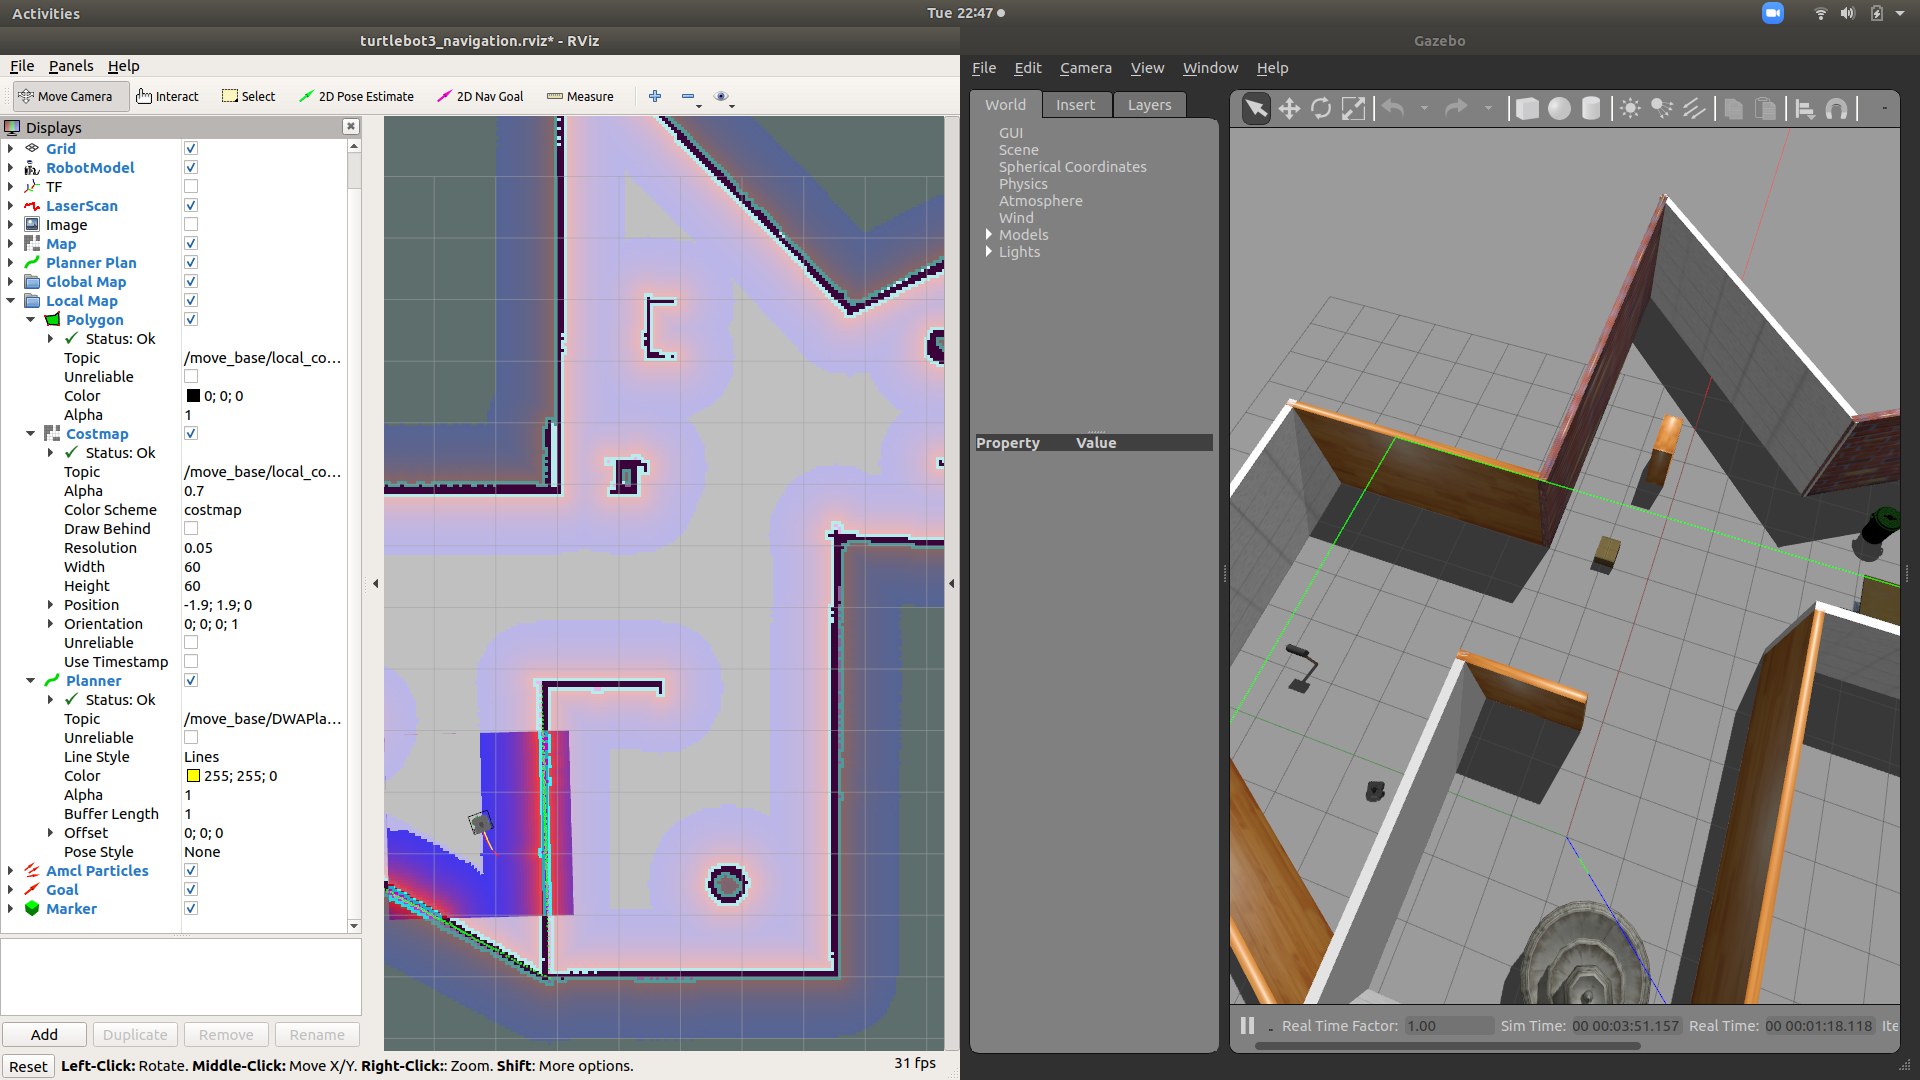 Activities
Tue 22:47
turtlebot3_navigation.rviz* - RViz
File Panels Help
Move Camera Interact Select 2D Pose Estimate 2D Nav Goal Measure
Displays
Grid
RobotModel
TF
LaserScan
Image
Map
Planner Plan
Global Map
Local Map
Polygon
Status: Ok
Topic /move_base/local_co...
Unreliable
Color 0; 0; 0
Alpha 1
Costmap
Status: Ok
Topic /move_base/local_co...
Alpha 0.7
Color Scheme costmap
Draw Behind
Resolution 0.05
Width 60
Height 60
Position -1.9; 1.9; 0
Orientation 0; 0; 0; 1
Unreliable
Use Timestamp
Planner
Status: Ok
Topic /move_base/DWAPla...
Unreliable
Line Style Lines
Color 255; 255; 0
Alpha 1
Buffer Length 1
Offset 0; 0; 0
Pose Style None
Amcl Particles
Goal
Marker
Add Duplicate Remove Rename
Reset Left-Click: Rotate. Middle-Click: Move X/Y. Right-Click:: Zoom. Shift: More options. 31 fps
Gazebo
File Edit Camera View Window Help
World Insert Layers
GUI
Scene
Spherical Coordinates
Physics
Atmosphere
Wind
Models
Lights
Property Value
Real Time Factor: 1.00 Sim Time: 00 00:03:51.157 Real Time: 00 00:01:18.118 Ite